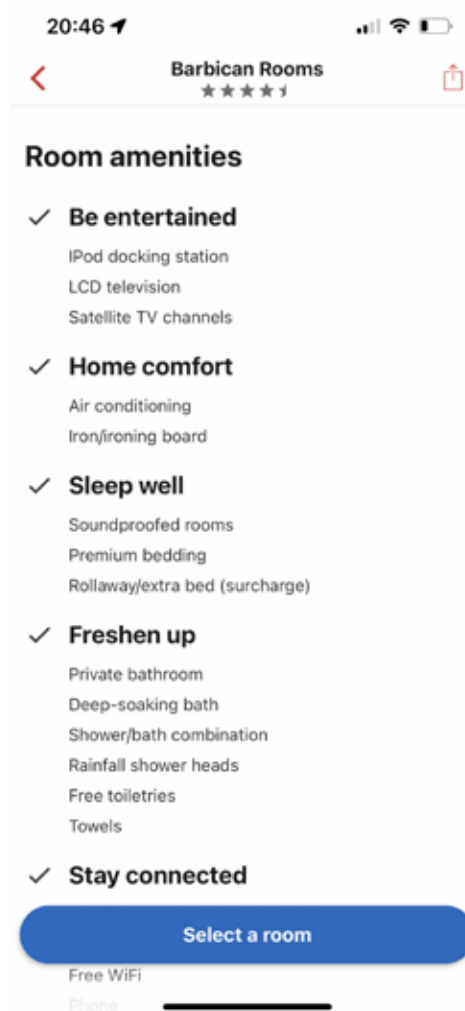 20:46
Barbican Rooms
Room amenities
Be entertained
IPod docking station
LCD television
Satellite TV channels
Home comfort
Air conditioning
Iron/ironing board
Sleep well
Soundproofed rooms
Premium bedding
Rollaway/extra bed (surcharge)
Freshen up
Private bathroom
Deep-soaking bath
Shower/bath combination
Rainfall shower heads
Free toiletries
Towels
Stay connected
Select a room
Free WiFi
Phone